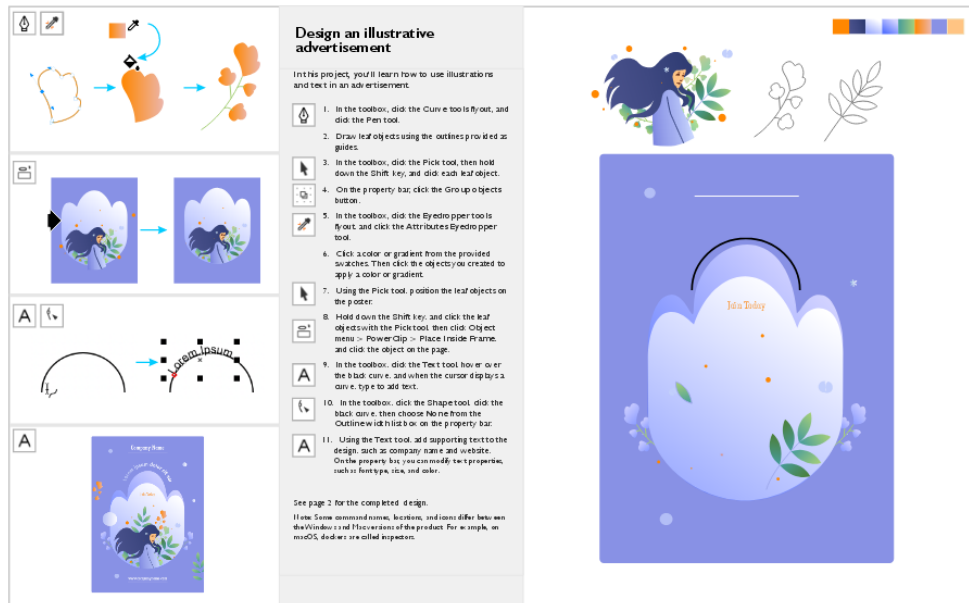 Design an illustrative
advertisement
In this project, you'll learn how to use illustrations
and text in an advertisement.
1. In the toolbox, click the Curve tools flyout, and
click the Pen tool.
2. Draw leaf objects using the outlines provided as
guides.
3. In the toolbox, click the Pick tool, then hold
down the Shift key, and click each leaf object.
4. On the property bar, click the Group objects
button.
5. In the toolbox, click the Eyedropper tools
flyout, and click the Attributes Eyedropper
tool.
6. Click a color or gradient from the provided
swatches. Then click the objects you created to
apply a color or gradient.
7. Using the Pick tool, position the leaf objects on
the poster.
8. Hold down the Shift key, and click the leaf
objects with the Pick tool, then click Object
menu > PowerClip > Place Inside Frame,
and click the object on the page.
9. In the toolbox, click the Text tool, hover over
the black curve, and when the cursor displays a
curve, type to add text.
10. In the toolbox, click the Shape tool, click the
black curve, then choose None from the
Outline width list box on the property bar.
11. Using the Text tool, add supporting text to the
design, such as company name and website.
On the property bar, you can modify text properties,
such as font type, size, and color.
See page 2 for the completed design.
Note: Some command names, locations, and icons differ between
the Windows and Mac versions of the product. For example, on
macOS, dockers are called inspectors.
A
Lorem Ipsum
A
Company Name
A
A
Join Today